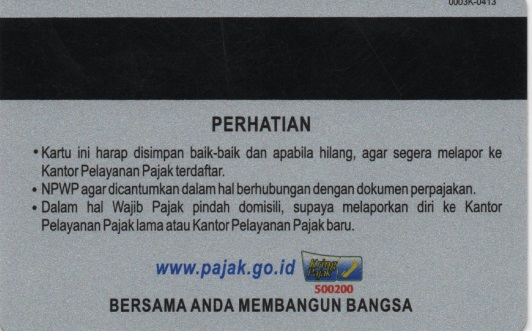 0003K-0413
PERHATIAN
• Kartu ini harap disimpan baik-baik dan apabila hilang, agar segera melapor ke
Kantor Pelayanan Pajak terdaftar.
• NPWP agar dicantumkan dalam hal berhubungan dengan dokumen perpajakan.
• Dalam hal Wajib Pajak pindah domisili, supaya melaporkan diri ke Kantor
Pelayanan Pajak lama atau Kantor Pelayanan Pajak baru.
www.pajak.go.id Kring Pajak
500200
BERSAMA ANDA MEMBANGUN BANGSA